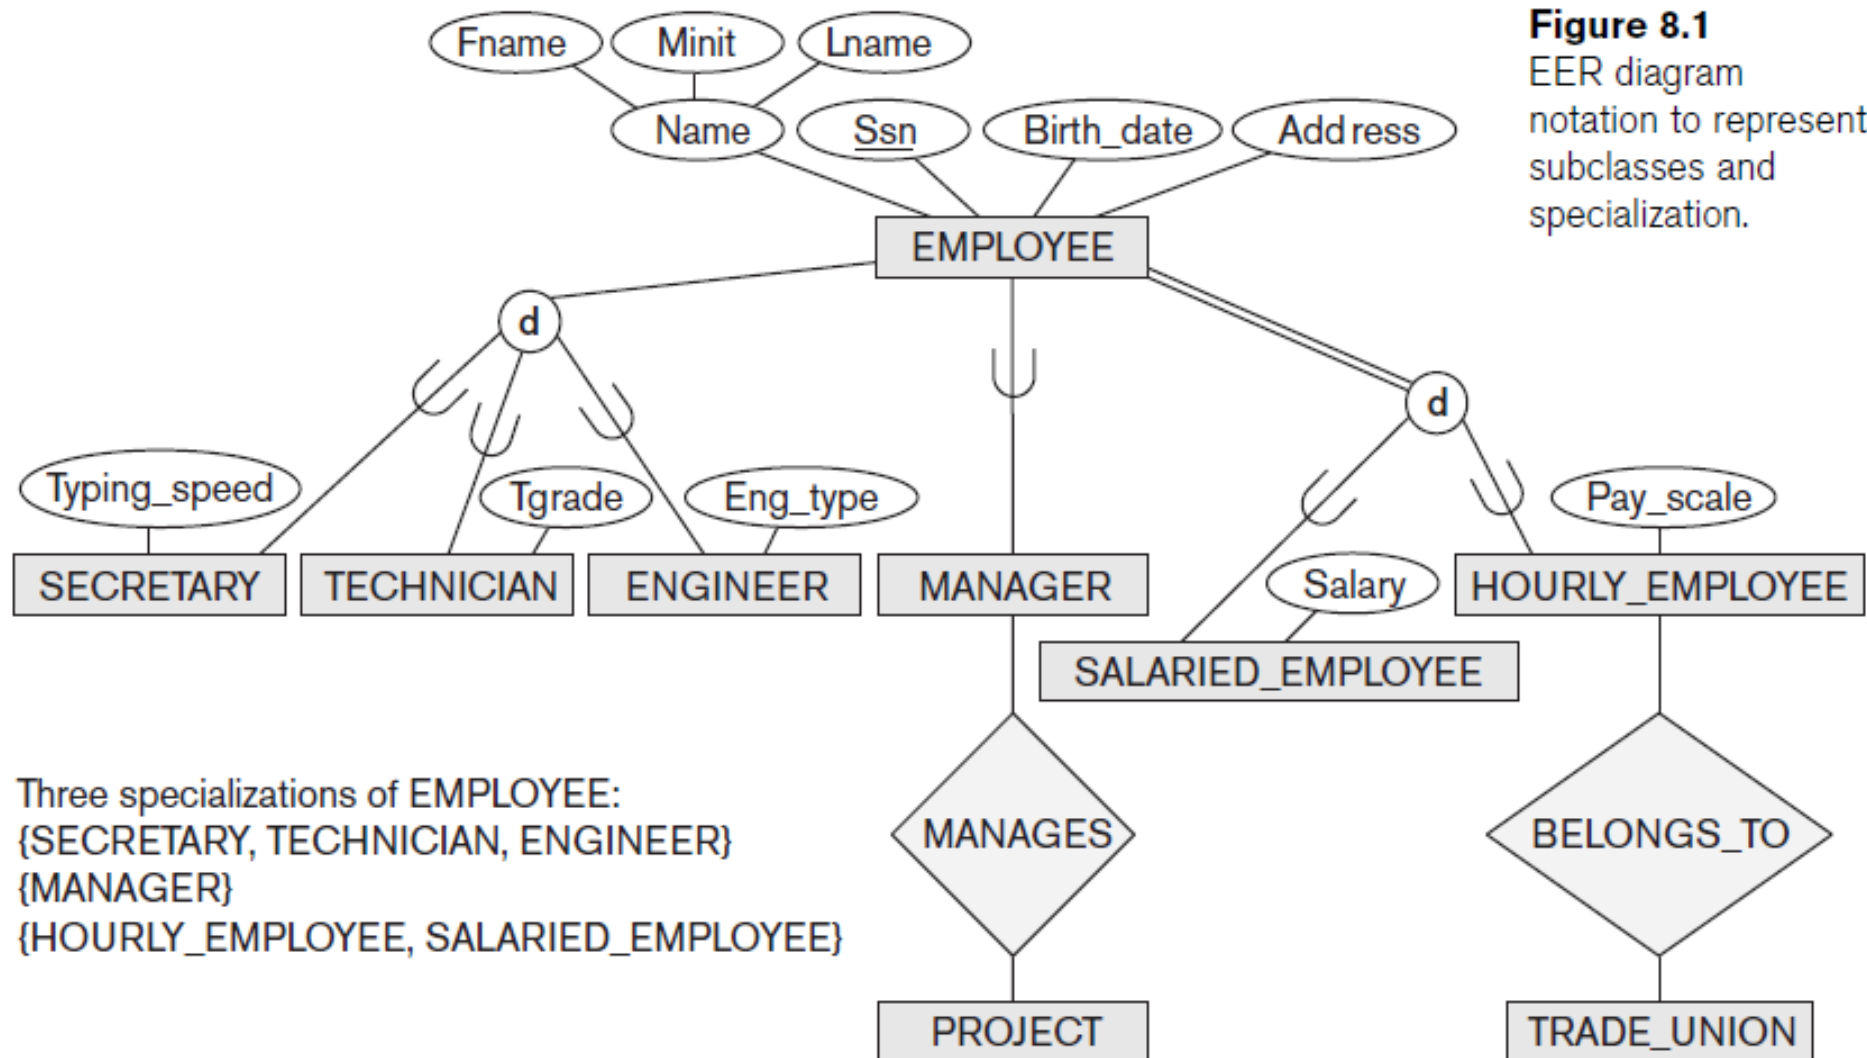 Figure 8.1
EER diagram
notation to represent
subclasses and
specialization.
Fname
Minit
Lname
Name
Ssn
Birth_date
Address
EMPLOYEE
d
d
Typing_speed
Tgrade
Eng_type
Pay_scale
SECRETARY
TECHNICIAN
ENGINEER
MANAGER
Salary
HOURLY_EMPLOYEE
SALARIED_EMPLOYEE
Three specializations of EMPLOYEE:
{SECRETARY, TECHNICIAN, ENGINEER}
{MANAGER}
{HOURLY_EMPLOYEE, SALARIED_EMPLOYEE}
MANAGES
BELONGS_TO
PROJECT
TRADE_UNION